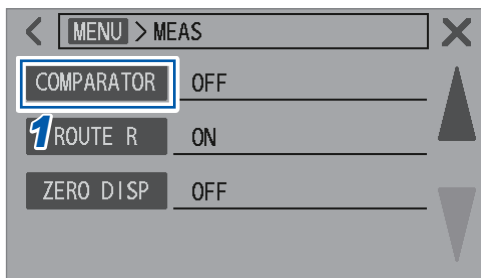 MENU > MEAS
COMPARATOR OFF
1
ROUTE R ON
ZERO DISP OFF